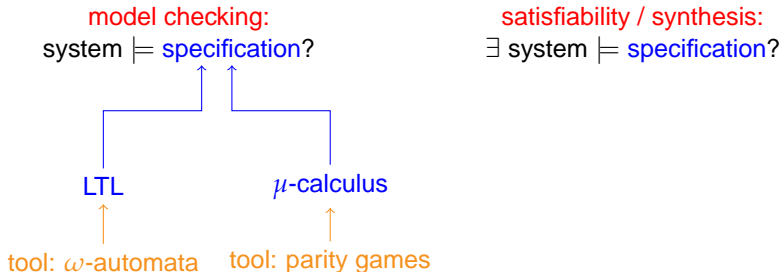 model checking:
system ⊨ specification?
satisfiability / synthesis:
∃ system ⊨ specification?
LTL
μ-calculus
tool: ω-automata
tool: parity games